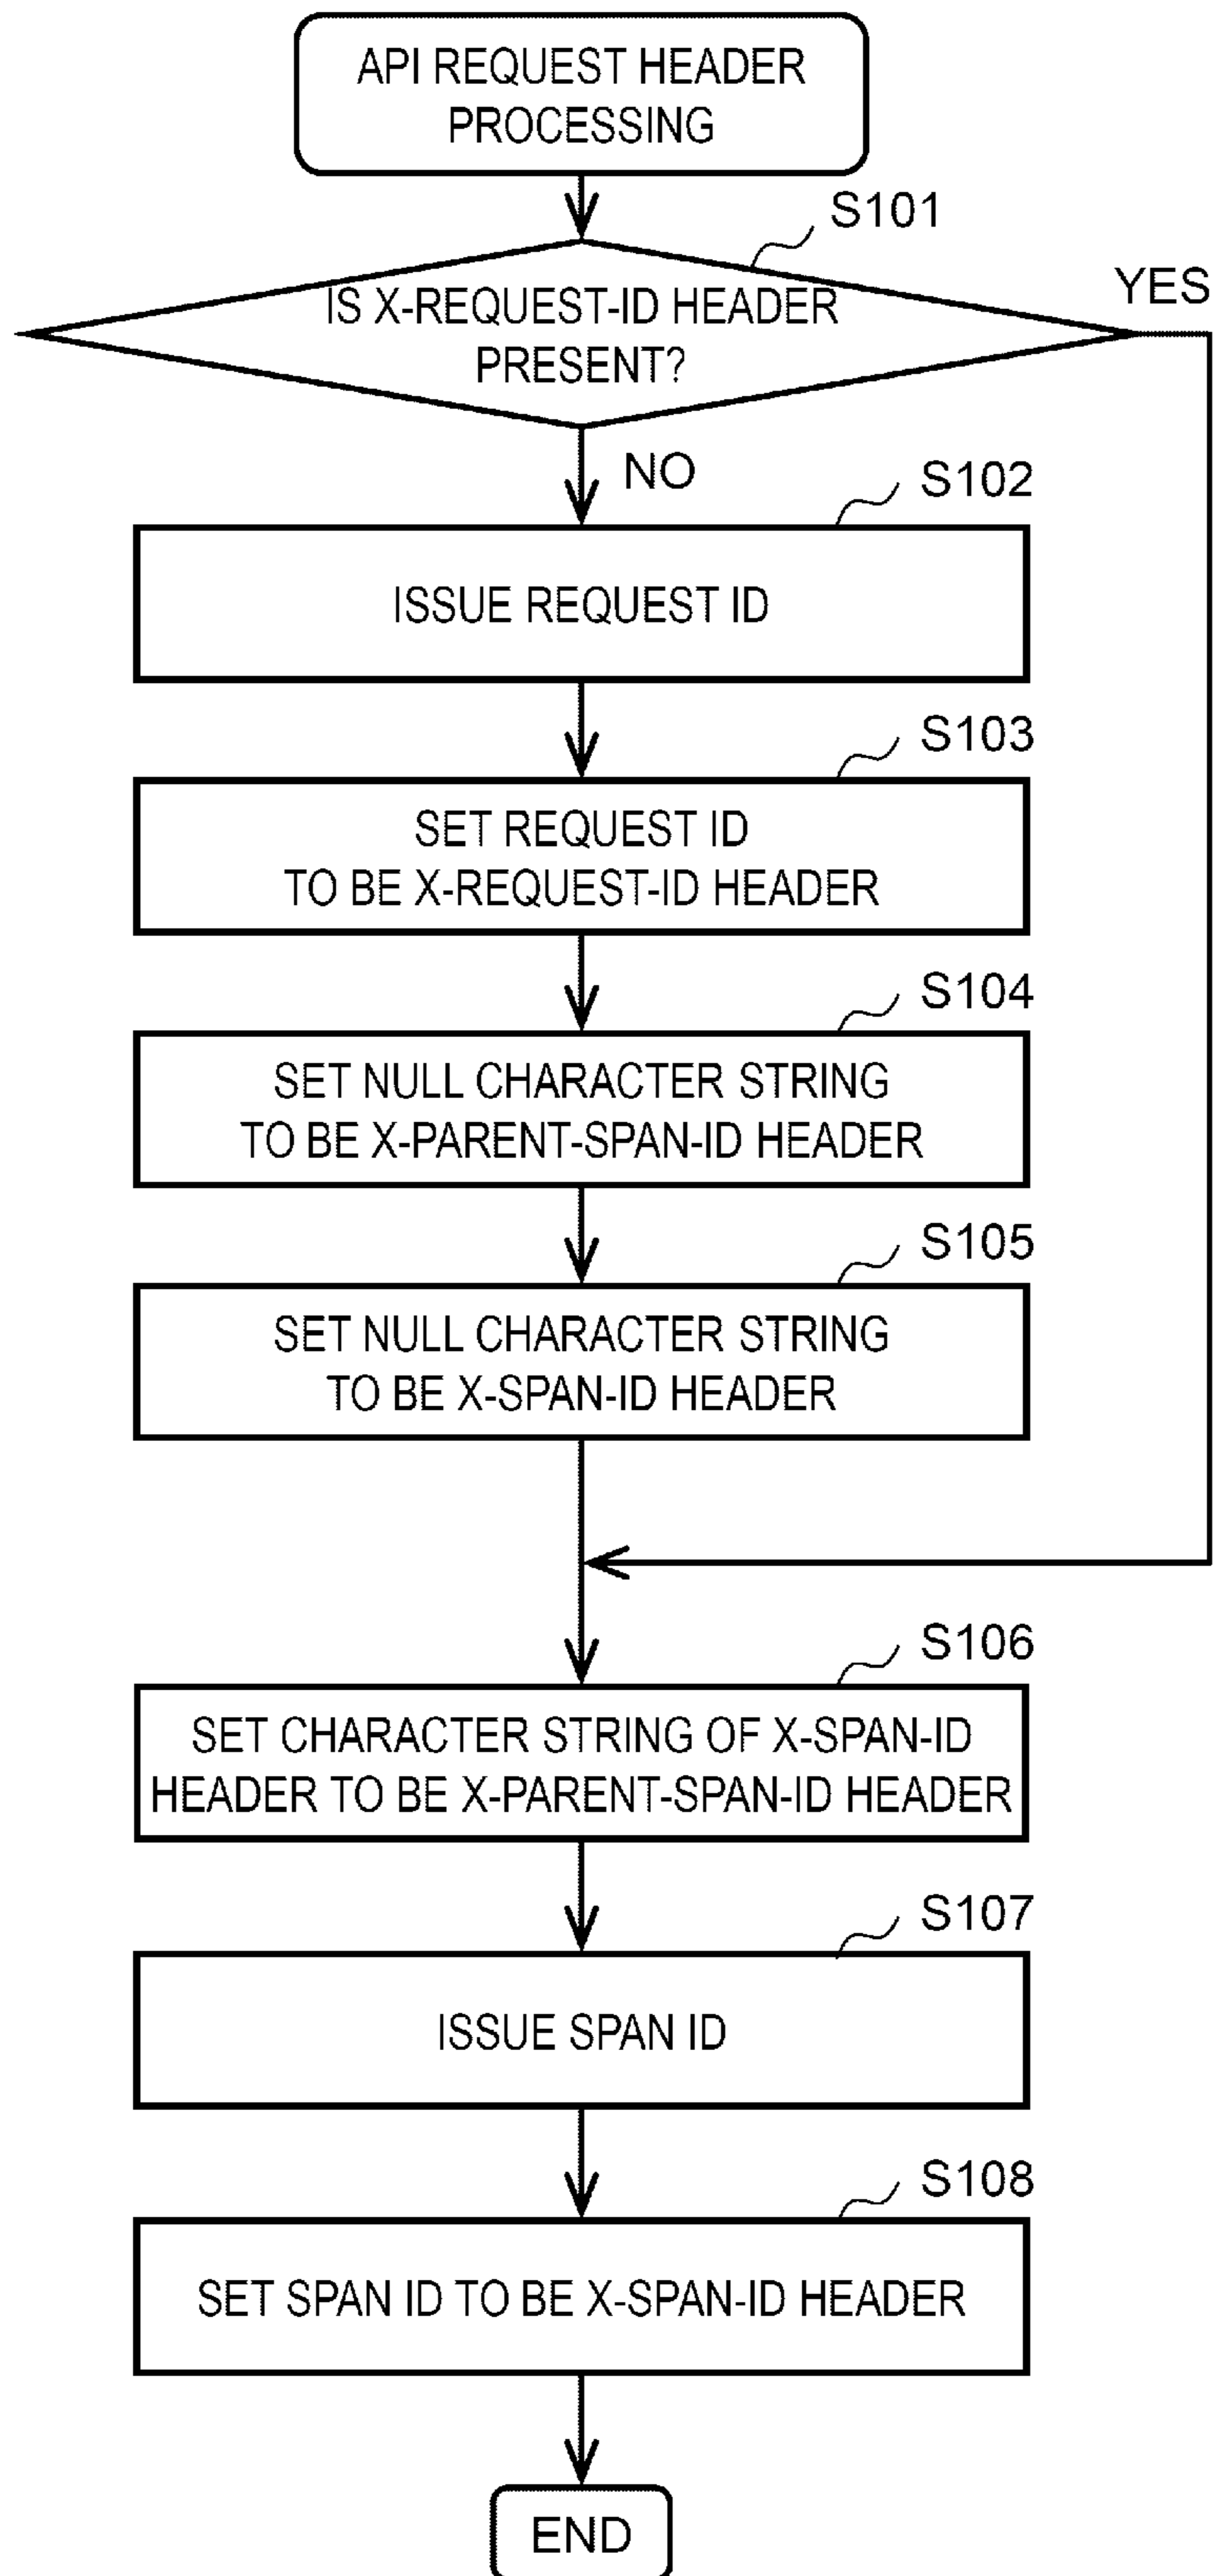 API REQUEST HEADER
PROCESSING
S101
IS X-REQUEST-ID HEADER
PRESENT?
YES
NO
S102
ISSUE REQUEST ID
S103
SET REQUEST ID
TO BE X-REQUEST-ID HEADER
S104
SET NULL CHARACTER STRING
TO BE X-PARENT-SPAN-ID HEADER
S105
SET NULL CHARACTER STRING
TO BE X-SPAN-ID HEADER
S106
SET CHARACTER STRING OF X-SPAN-ID
HEADER TO BE X-PARENT-SPAN-ID HEADER
S107
ISSUE SPAN ID
S108
SET SPAN ID TO BE X-SPAN-ID HEADER
END